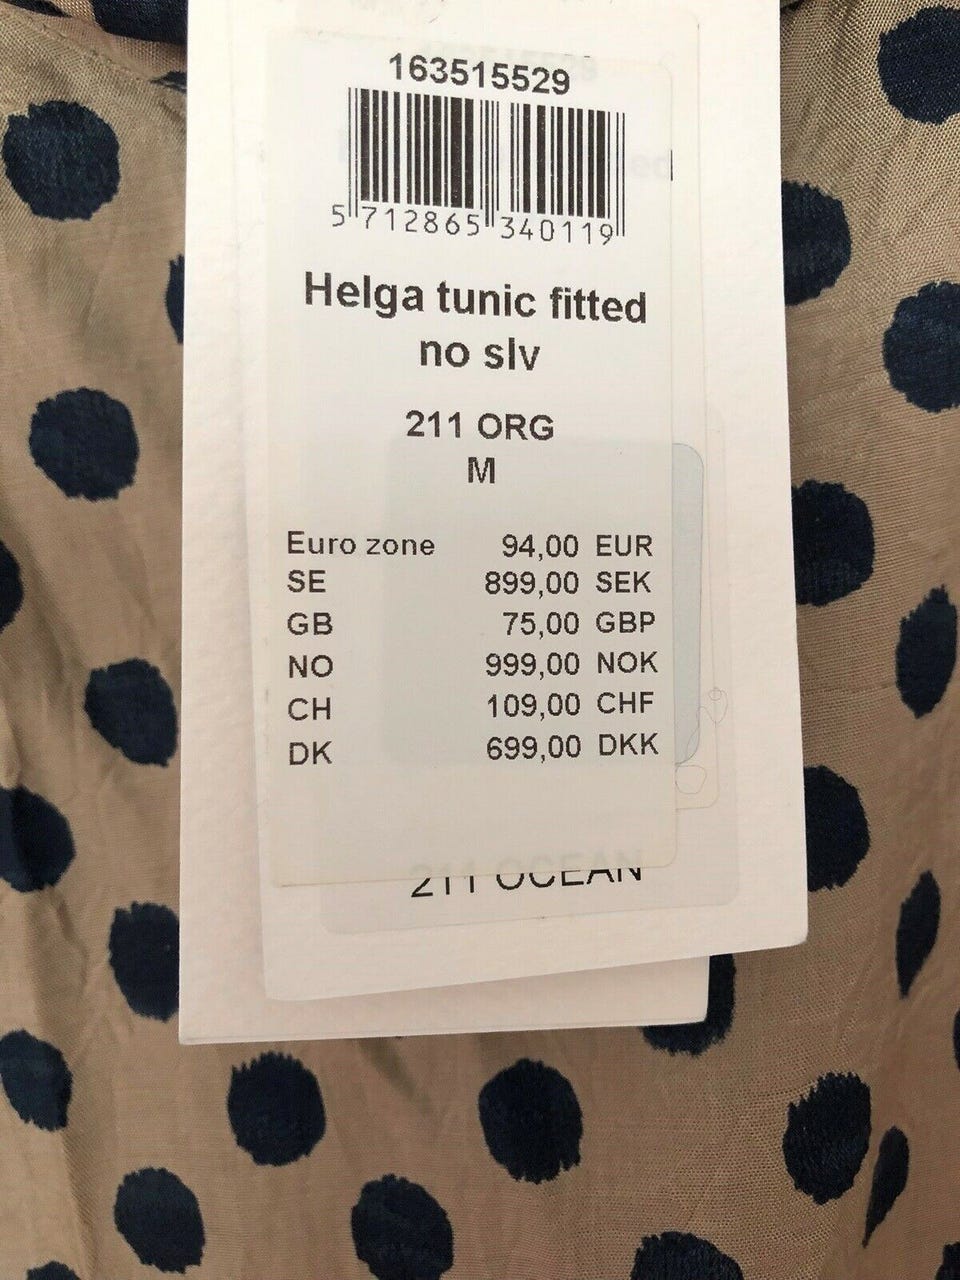 163515529
5 712865 340119
Helga tunic fitted
no slv
211 ORG
M
Euro zone 94,00 EUR
SE 899,00 SEK
GB 75,00 GBP
NO 999,00 NOK
CH 109,00 CHF
DK 699,00 DKK
211 OCEAN